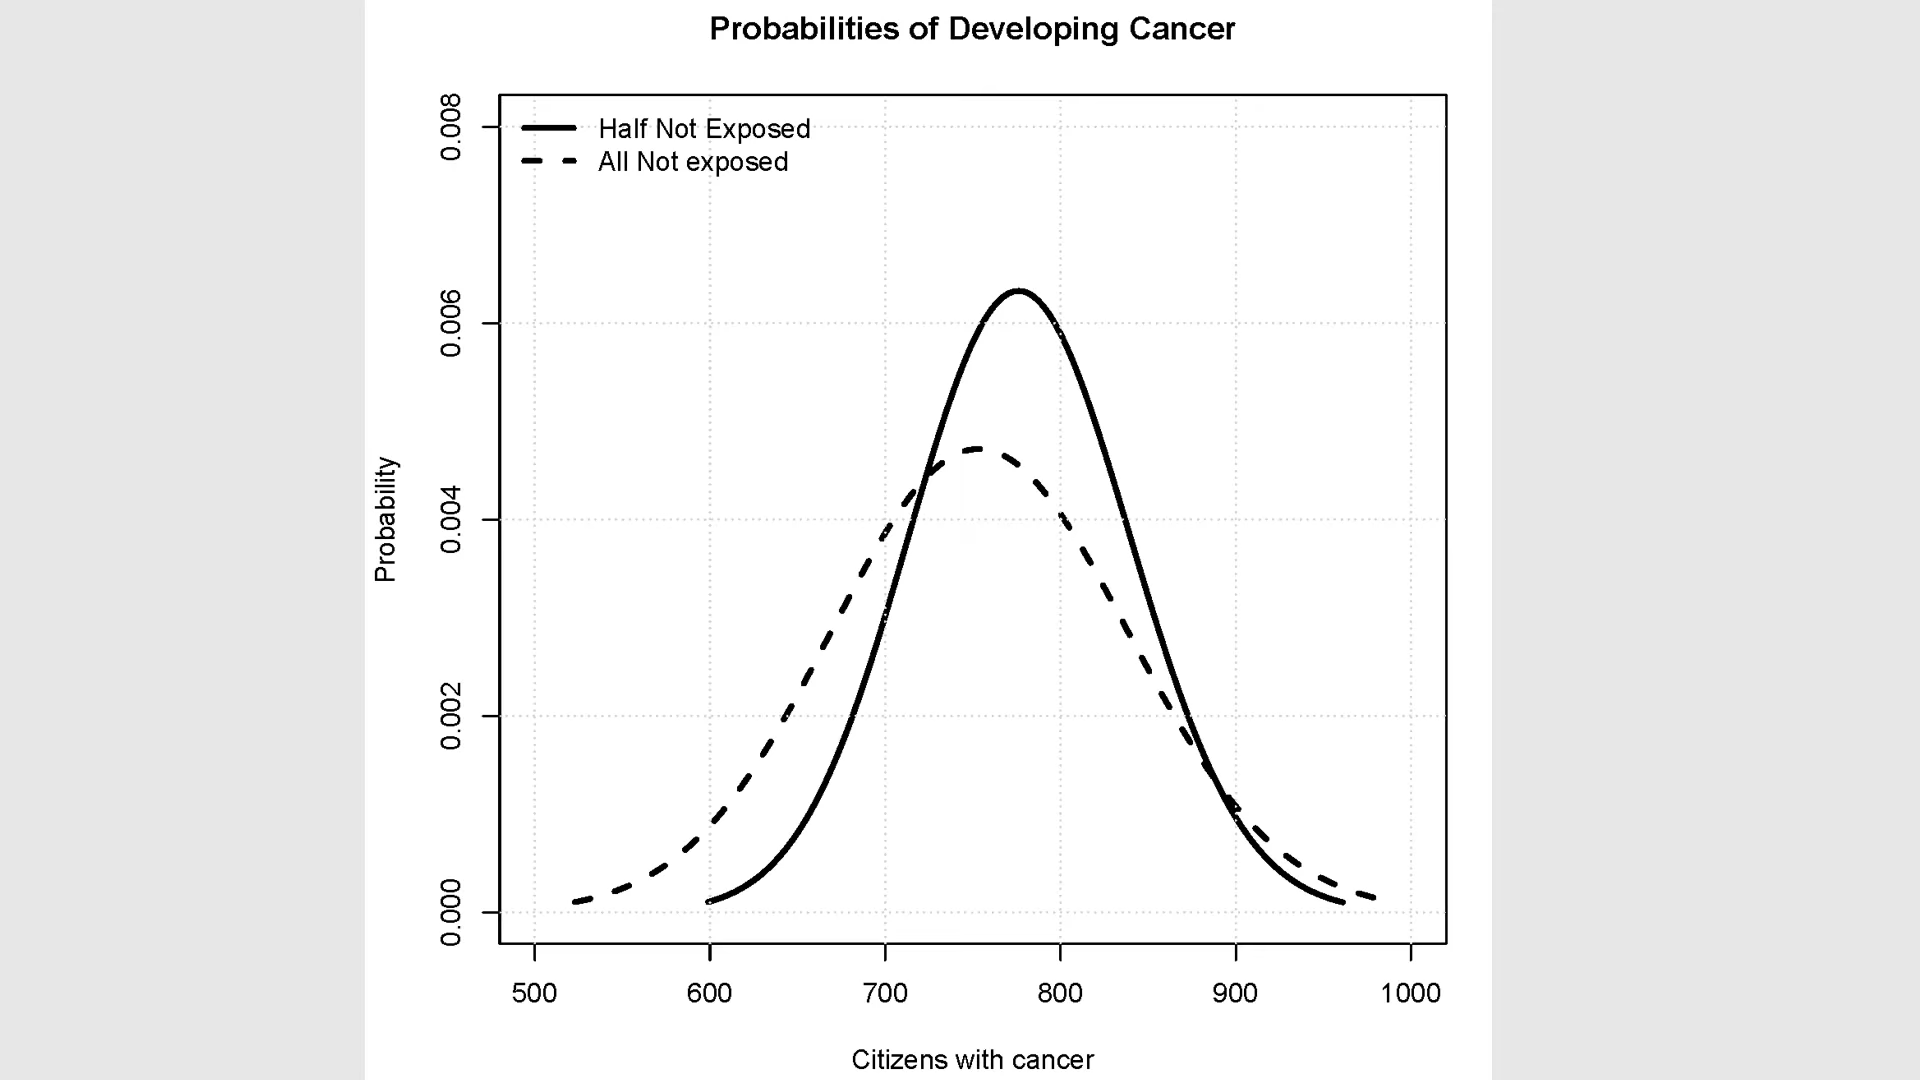 Probabilities of Developing Cancer
Half Not Exposed
All Not exposed
0.008
0.006
0.004
0.002
0.000
Probability
500 600 700 800 900 1000
Citizens with cancer